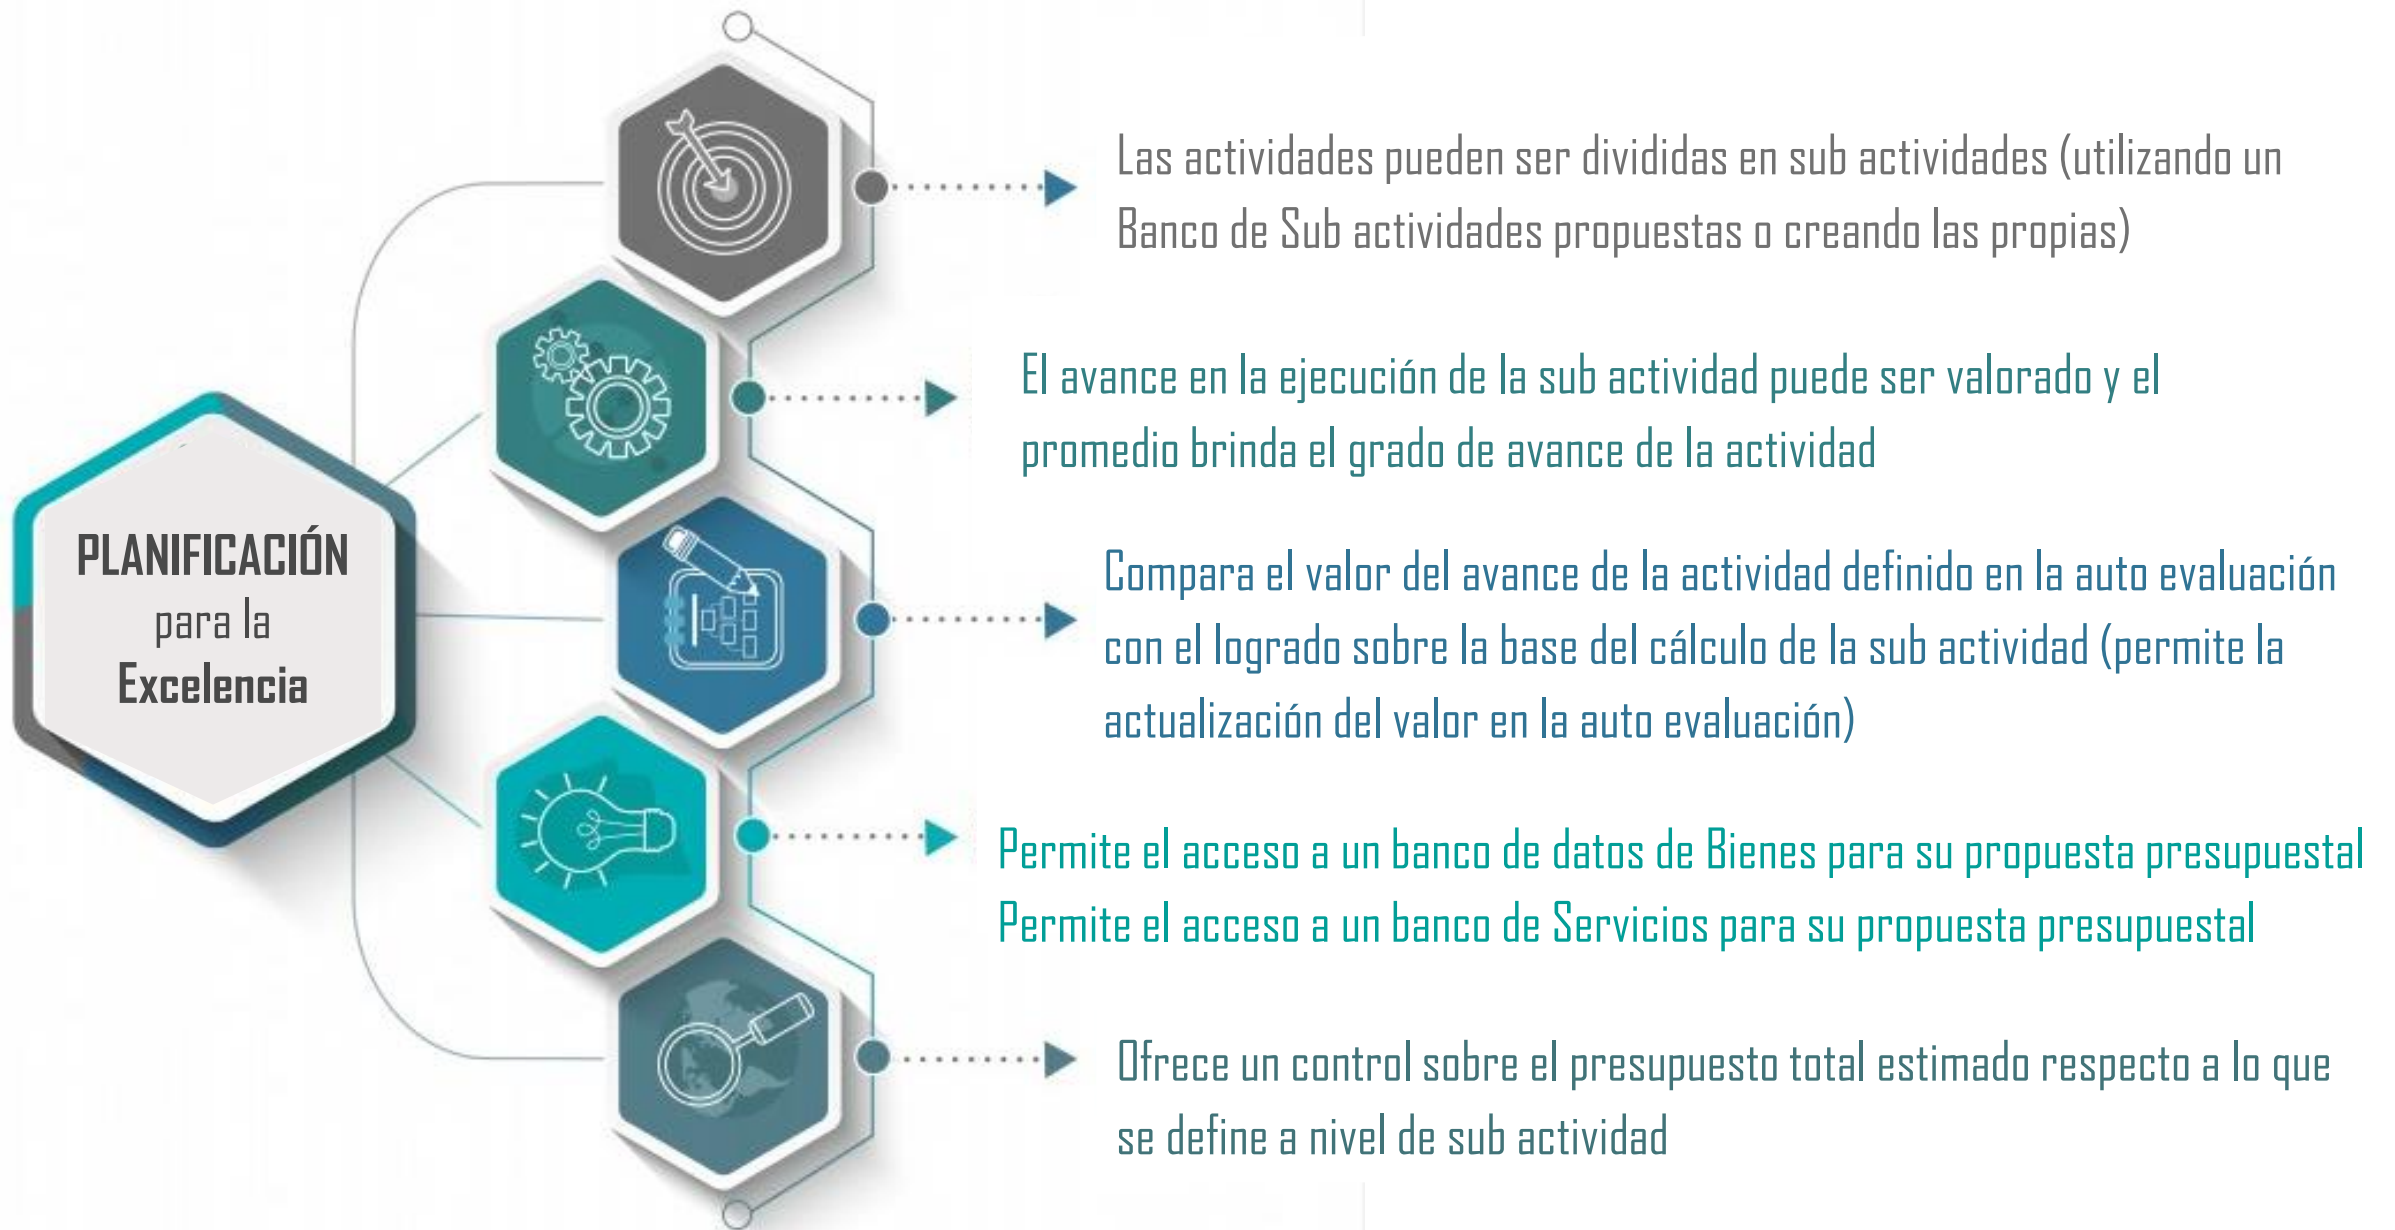 PLANIFICACIÓN
para la
Excelencia
Las actividades pueden ser divididas en sub actividades (utilizando un
Banco de Sub actividades propuestas o creando las propias)
El avance en la ejecución de la sub actividad puede ser valorado y el
promedio brinda el grado de avance de la actividad
Compara el valor del avance de la actividad definido en la auto evaluación
con el logrado sobre la base del cálculo de la sub actividad (permite la
actualización del valor en la auto evaluación)
Permite el acceso a un banco de datos de Bienes para su propuesta presupuestal
Permite el acceso a un banco de Servicios para su propuesta presupuestal
Ofrece un control sobre el presupuesto total estimado respecto a lo que
se define a nivel de sub actividad